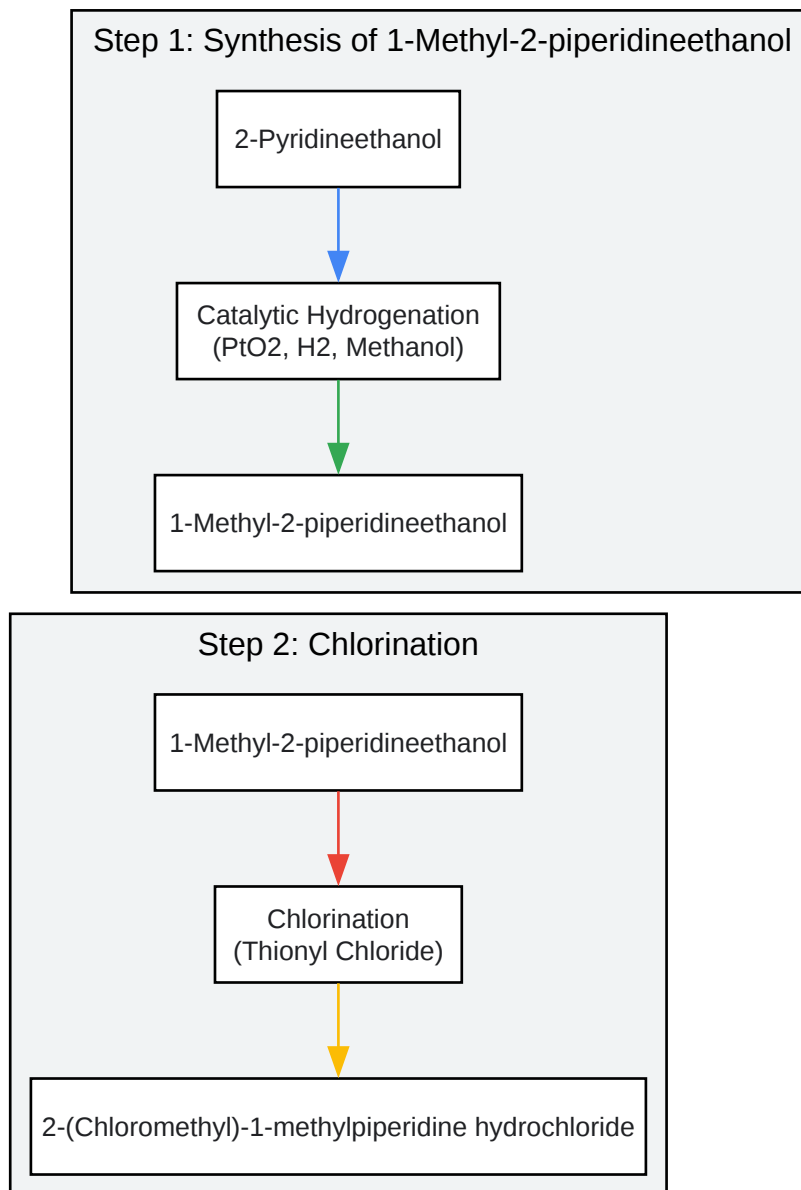 Step 1: Synthesis of 1-Methyl-2-piperidineethanol
2-Pyridineethanol
Catalytic Hydrogenation
(PtO2, H2, Methanol)
1-Methyl-2-piperidineethanol
Step 2: Chlorination
1-Methyl-2-piperidineethanol
Chlorination
(Thionyl Chloride)
2-(Chloromethyl)-1-methylpiperidine hydrochloride